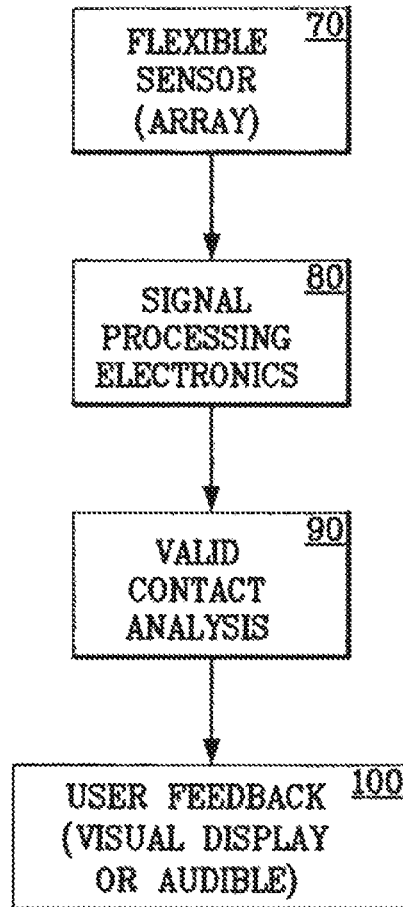 70
FLEXIBLE
SENSOR
(ARRAY)
80
SIGNAL
PROCESSING
ELECTRONICS
90
VALID
CONTACT
ANALYSIS
100
USER FEEDBACK
(VISUAL DISPLAY
OR AUDIBLE)